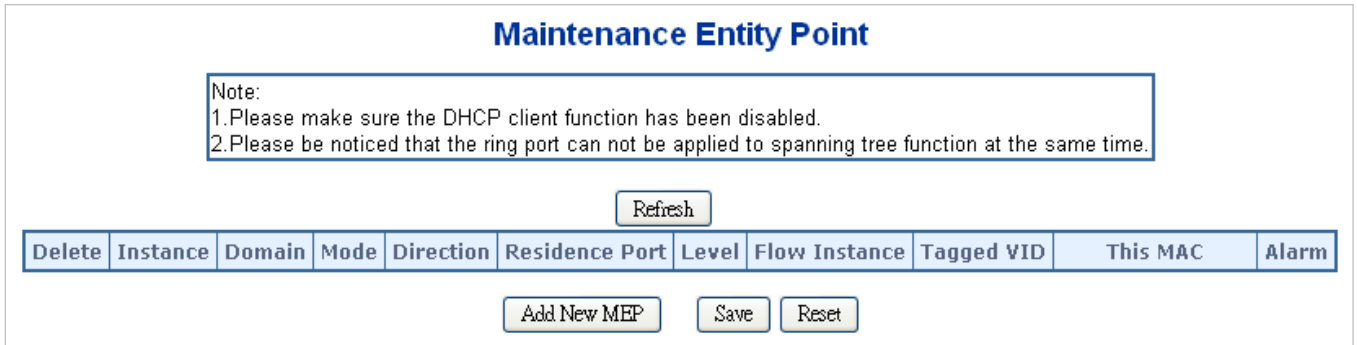 Maintenance Entity Point
Note:
1.Please make sure the DHCP client function has been disabled.
2.Please be noticed that the ring port can not be applied to spanning tree function at the same time.
Refresh
Delete Instance Domain Mode Direction Residence Port Level Flow Instance Tagged VID This MAC Alarm
Add New MEP Save Reset